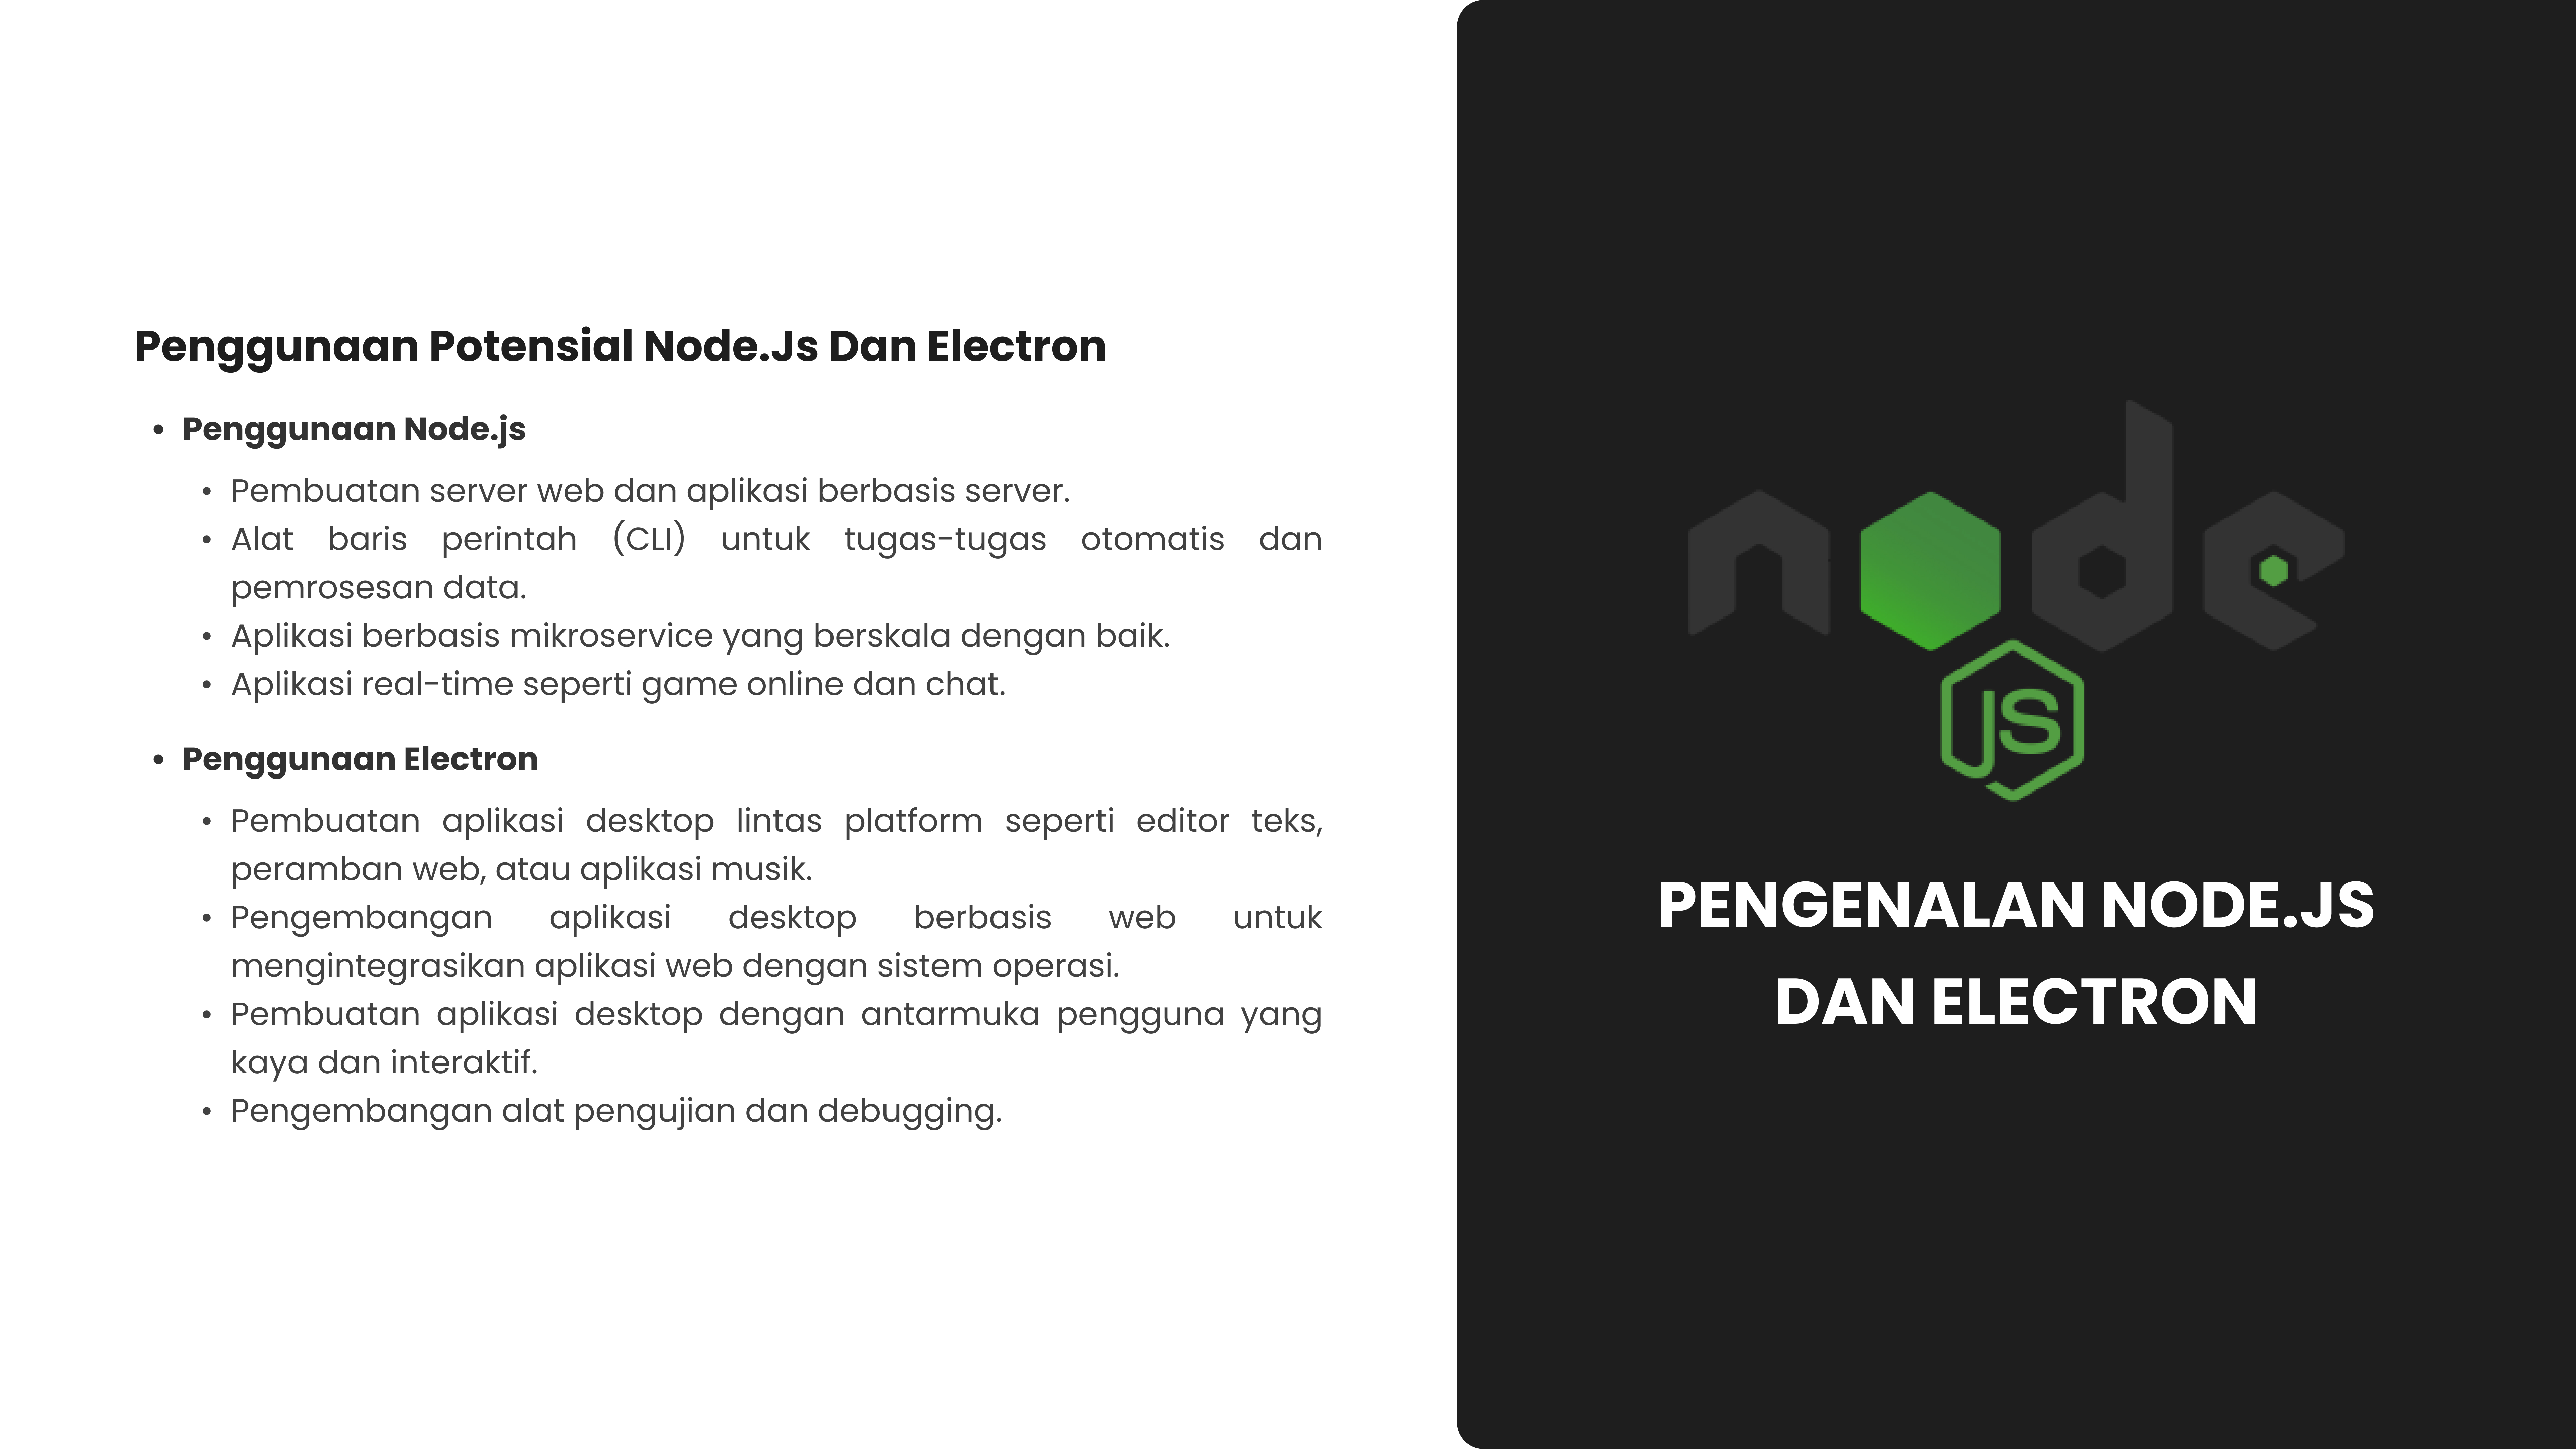 Penggunaan Potensial Node.Js Dan Electron
• Penggunaan Node.js
• Pembuatan server web dan aplikasi berbasis server.
• Alat baris perintah (CLI) untuk tugas-tugas otomatis dan
pemrosesan data.
• Aplikasi berbasis mikroservice yang berskala dengan baik.
• Aplikasi real-time seperti game online dan chat.
• Penggunaan Electron
• Pembuatan aplikasi desktop lintas platform seperti editor teks,
peramban web, atau aplikasi musik.
• Pengembangan aplikasi desktop berbasis web untuk
mengintegrasikan aplikasi web dengan sistem operasi.
• Pembuatan aplikasi desktop dengan antarmuka pengguna yang
kaya dan interaktif.
• Pengembangan alat pengujian dan debugging.
node
JS
PENGENALAN NODE.JS
DAN ELECTRON